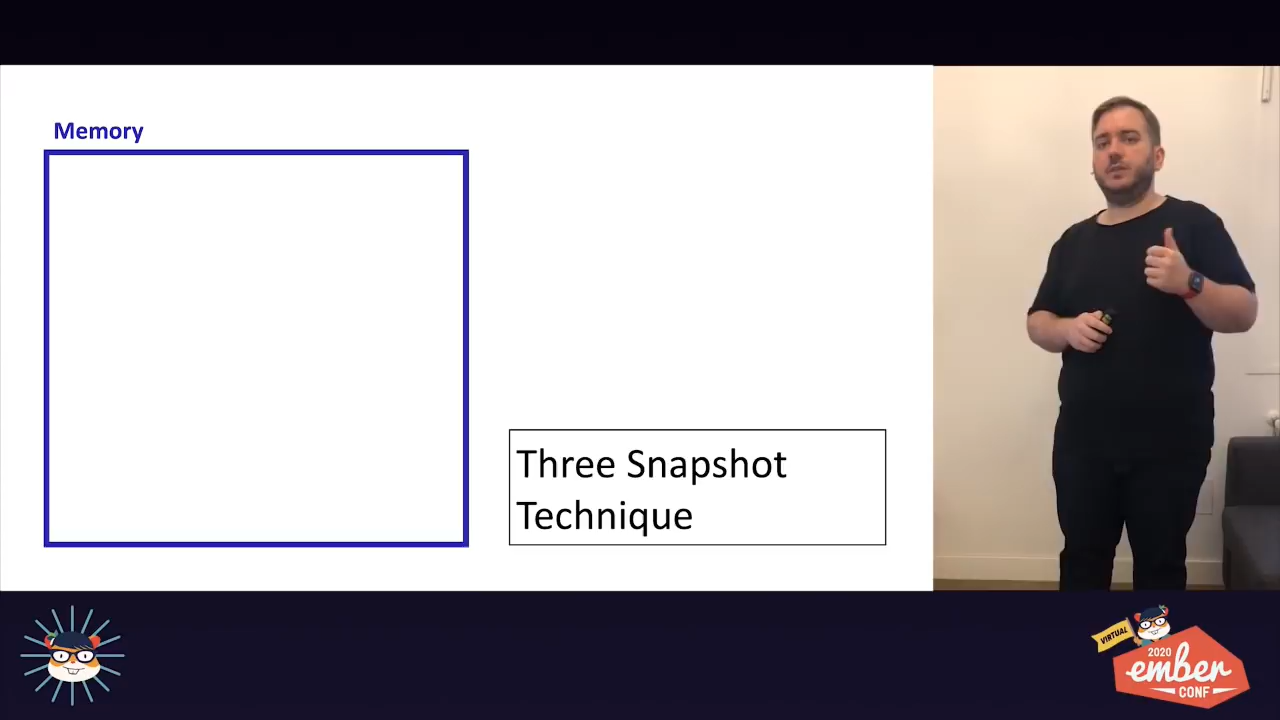 Memory
Three Snapshot
Technique
VIRTUAL
2020
ember
CONF